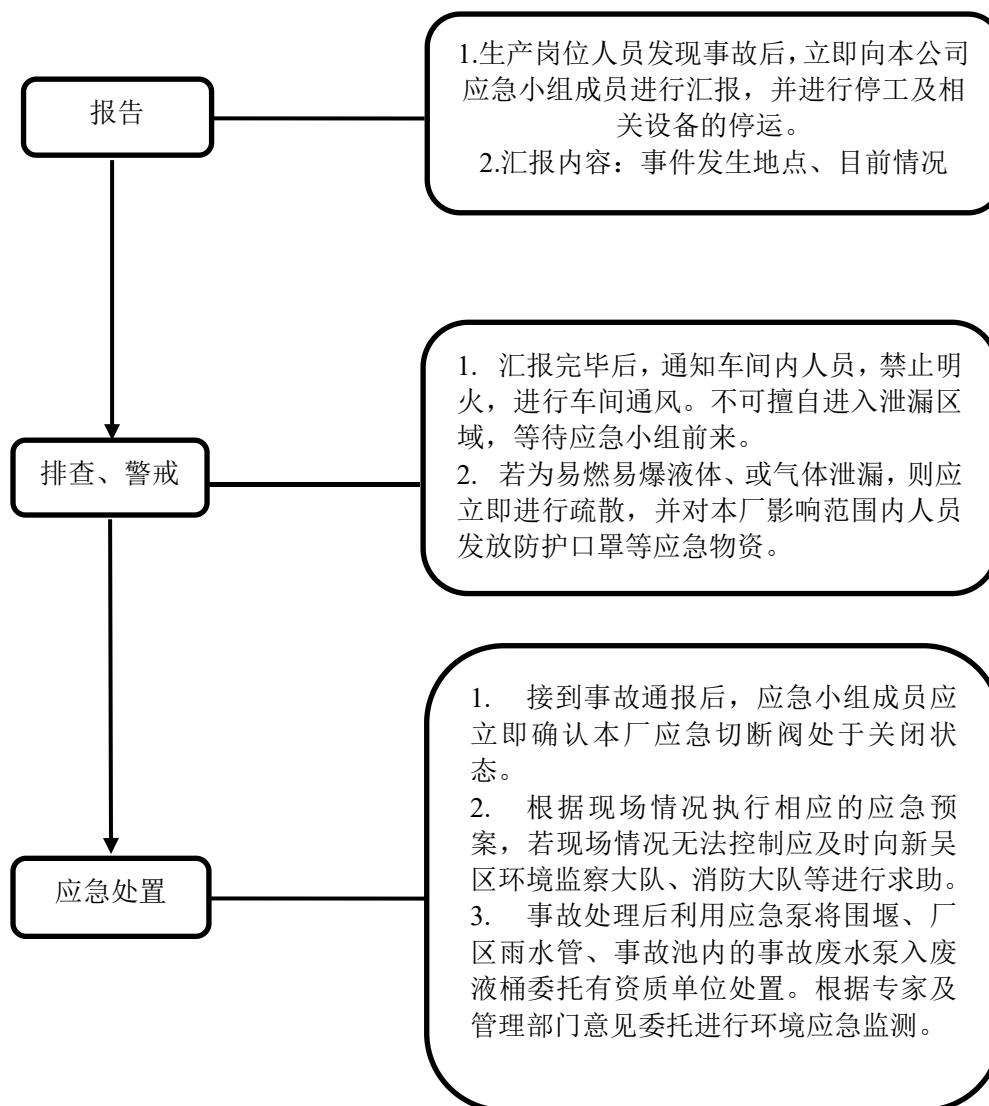 报告
1.生产岗位人员发现事故后，立即向本公司
应急小组成员进行汇报，并进行停工及相
关设备的停运。
2.汇报内容：事件发生地点、目前情况
排查、警戒
1. 汇报完毕后，通知车间内人员，禁止明
火，进行车间通风。不可擅自进入泄漏区
域，等待应急小组前来。
2. 若为易燃易爆液体、或气体泄漏，则应
立即进行疏散，并对本厂影响范围内人员
发放防护口罩等应急物资。
应急处置
1. 接到事故通报后，应急小组成员应
立即确认本厂应急切断阀处于关闭状
态。
2. 根据现场情况执行相应的应急预
案，若现场情况无法控制应及时向新吴
区环境监察大队、消防大队等进行求助。
3. 事故处理后利用应急泵将围堰、厂
区雨水管、事故池内的事故废水泵入废
液桶委托有资质单位处置。根据专家及
管理部门意见委托进行环境应急监测。